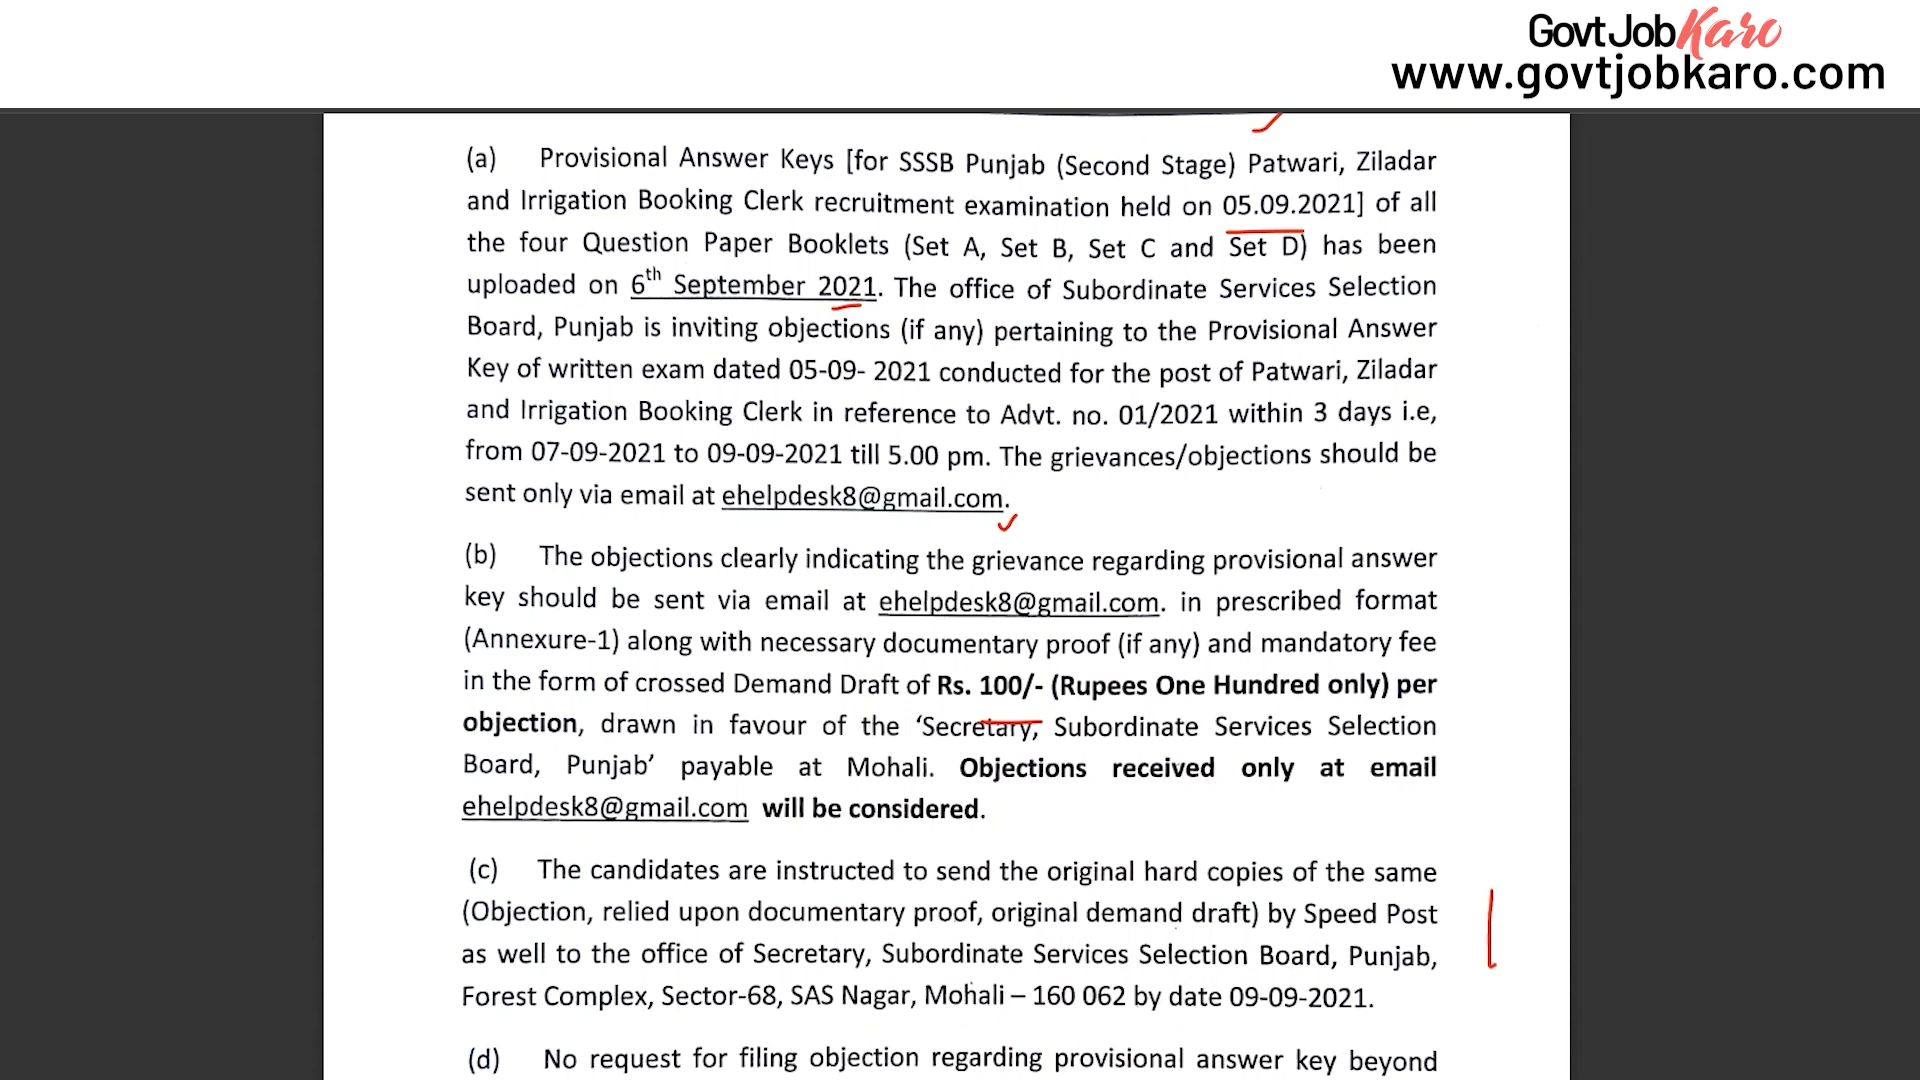 Govt Job Karo
www.govtjobkaro.com
(a) Provisional Answer Keys [for SSSB Punjab (Second Stage) Patwari, Ziladar
and Irrigation Booking Clerk recruitment examination held on 05.09.2021] of all
the four Question Paper Booklets (Set A, Set B, Set C and Set D) has been
uploaded on 6th September 2021. The office of Subordinate Services Selection
Board, Punjab is inviting objections (if any) pertaining to the Provisional Answer
Key of written exam dated 05-09- 2021 conducted for the post of Patwari, Ziladar
and Irrigation Booking Clerk in reference to Advt. no. 01/2021 within 3 days i.e,
from 07-09-2021 to 09-09-2021 till 5.00 pm. The grievances/objections should be
sent only via email at ehelpdesk8@gmail.com.
(b) The objections clearly indicating the grievance regarding provisional answer
key should be sent via email at ehelpdesk8@gmail.com. in prescribed format
(Annexure-1) along with necessary documentary proof (if any) and mandatory fee
in the form of crossed Demand Draft of Rs. 100/- (Rupees One Hundred only) per
objection, drawn in favour of the ‘Secretary, Subordinate Services Selection
Board, Punjab’ payable at Mohali. Objections received only at email
ehelpdesk8@gmail.com will be considered.
(c) The candidates are instructed to send the original hard copies of the same
(Objection, relied upon documentary proof, original demand draft) by Speed Post
as well to the office of Secretary, Subordinate Services Selection Board, Punjab,
Forest Complex, Sector-68, SAS Nagar, Mohali – 160 062 by date 09-09-2021.
(d) No request for filing objection regarding provisional answer key beyond